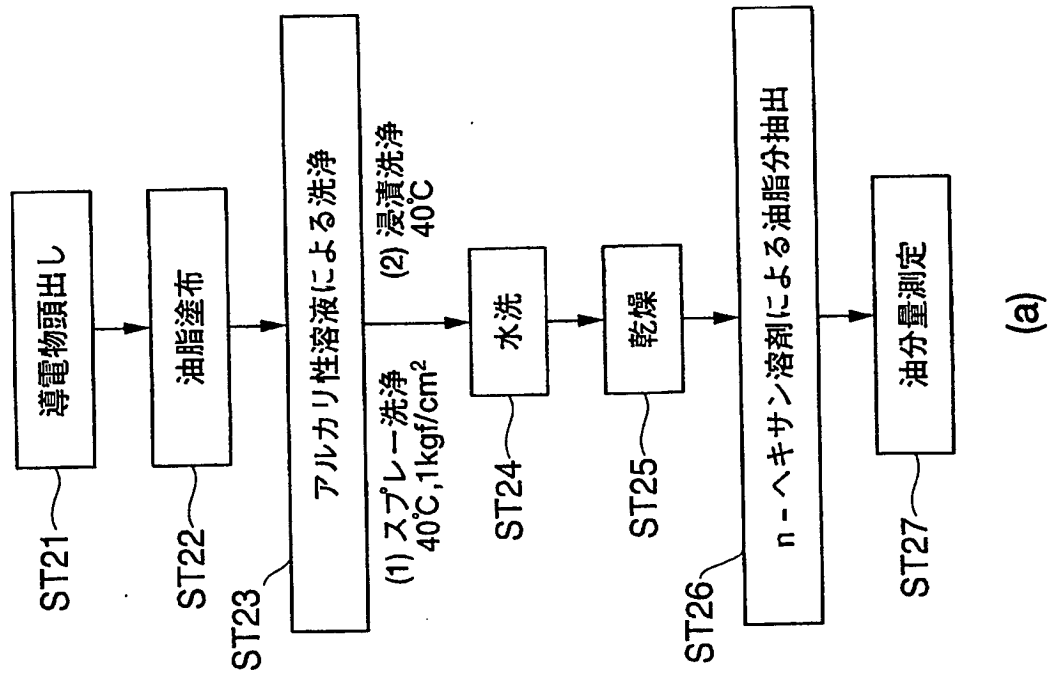 ST21
導電物頭出し
ST22
油脂塗布
ST23
アルカリ性溶液による洗浄
(1) スプレー洗浄
40℃,1kgf/cm²
(2) 浸漬洗浄
40℃
ST24
水洗
ST25
乾燥
ST26
n-ヘキサン溶剤による油脂分抽出
ST27
油分量測定
(a)